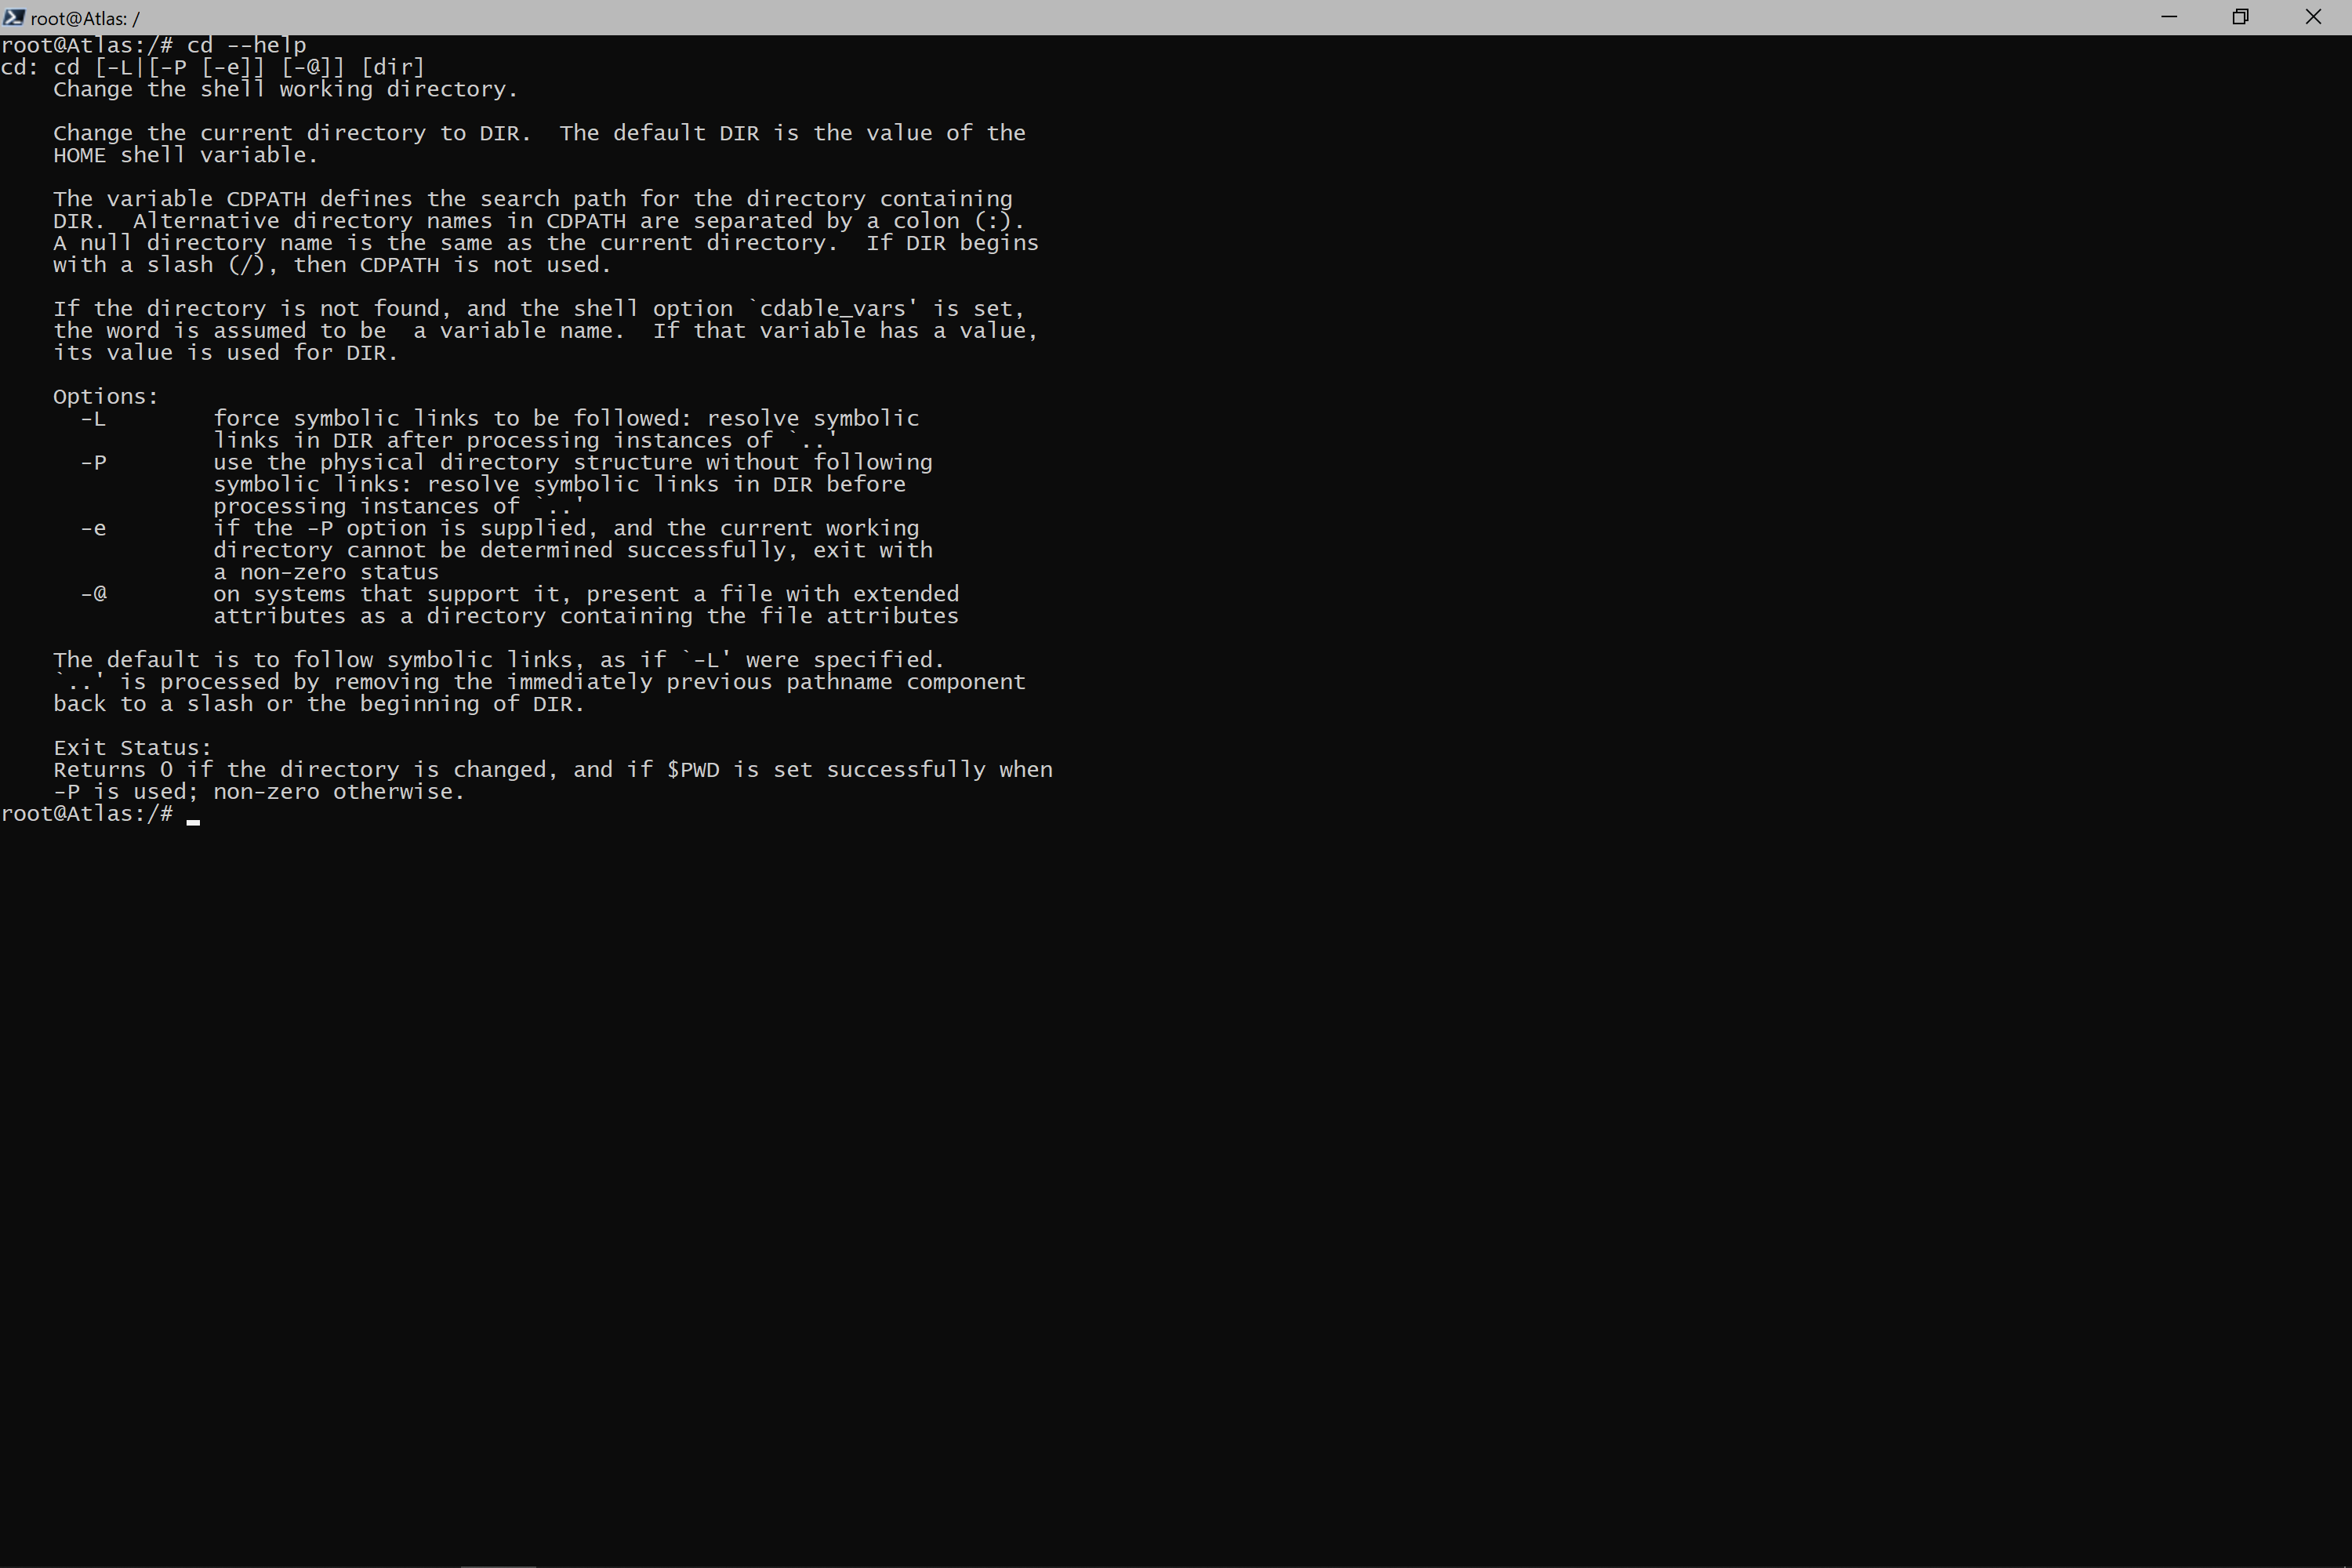 root@Atlas: /
root@Atlas:/# cd --help
cd: cd [-L|[-P [-e]] [-@]] [dir]
    Change the shell working directory.

    Change the current directory to DIR.  The default DIR is the value of the
    HOME shell variable.

    The variable CDPATH defines the search path for the directory containing
    DIR.  Alternative directory names in CDPATH are separated by a colon (:).
    A null directory name is the same as the current directory.  If DIR begins
    with a slash (/), then CDPATH is not used.

    If the directory is not found, and the shell option `cdable_vars' is set,
    the word is assumed to be  a variable name.  If that variable has a value,
    its value is used for DIR.

    Options:
      -L        force symbolic links to be followed: resolve symbolic
                links in DIR after processing instances of `..'
      -P        use the physical directory structure without following
                symbolic links: resolve symbolic links in DIR before
                processing instances of `..'
      -e        if the -P option is supplied, and the current working
                directory cannot be determined successfully, exit with
                a non-zero status
      -@        on systems that support it, present a file with extended
                attributes as a directory containing the file attributes

    The default is to follow symbolic links, as if `-L' were specified.
    `..' is processed by removing the immediately previous pathname component
    back to a slash or the beginning of DIR.

    Exit Status:
    Returns 0 if the directory is changed, and if $PWD is set successfully when
    -P is used; non-zero otherwise.
root@Atlas:/#